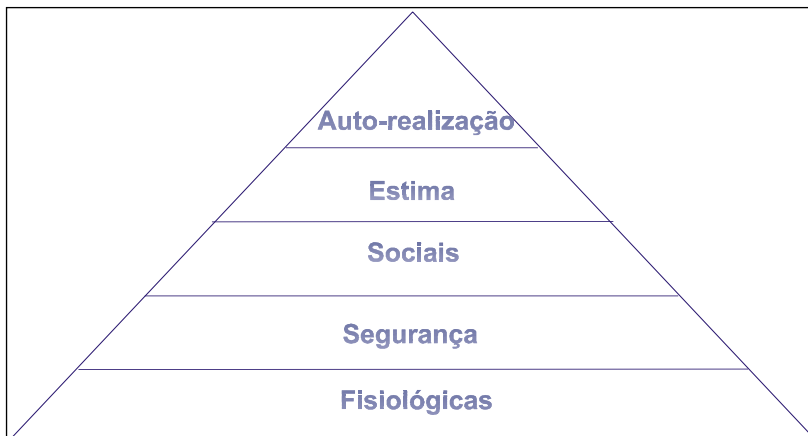 Auto-realização
Estima
Sociais
Segurança
Fisiológicas